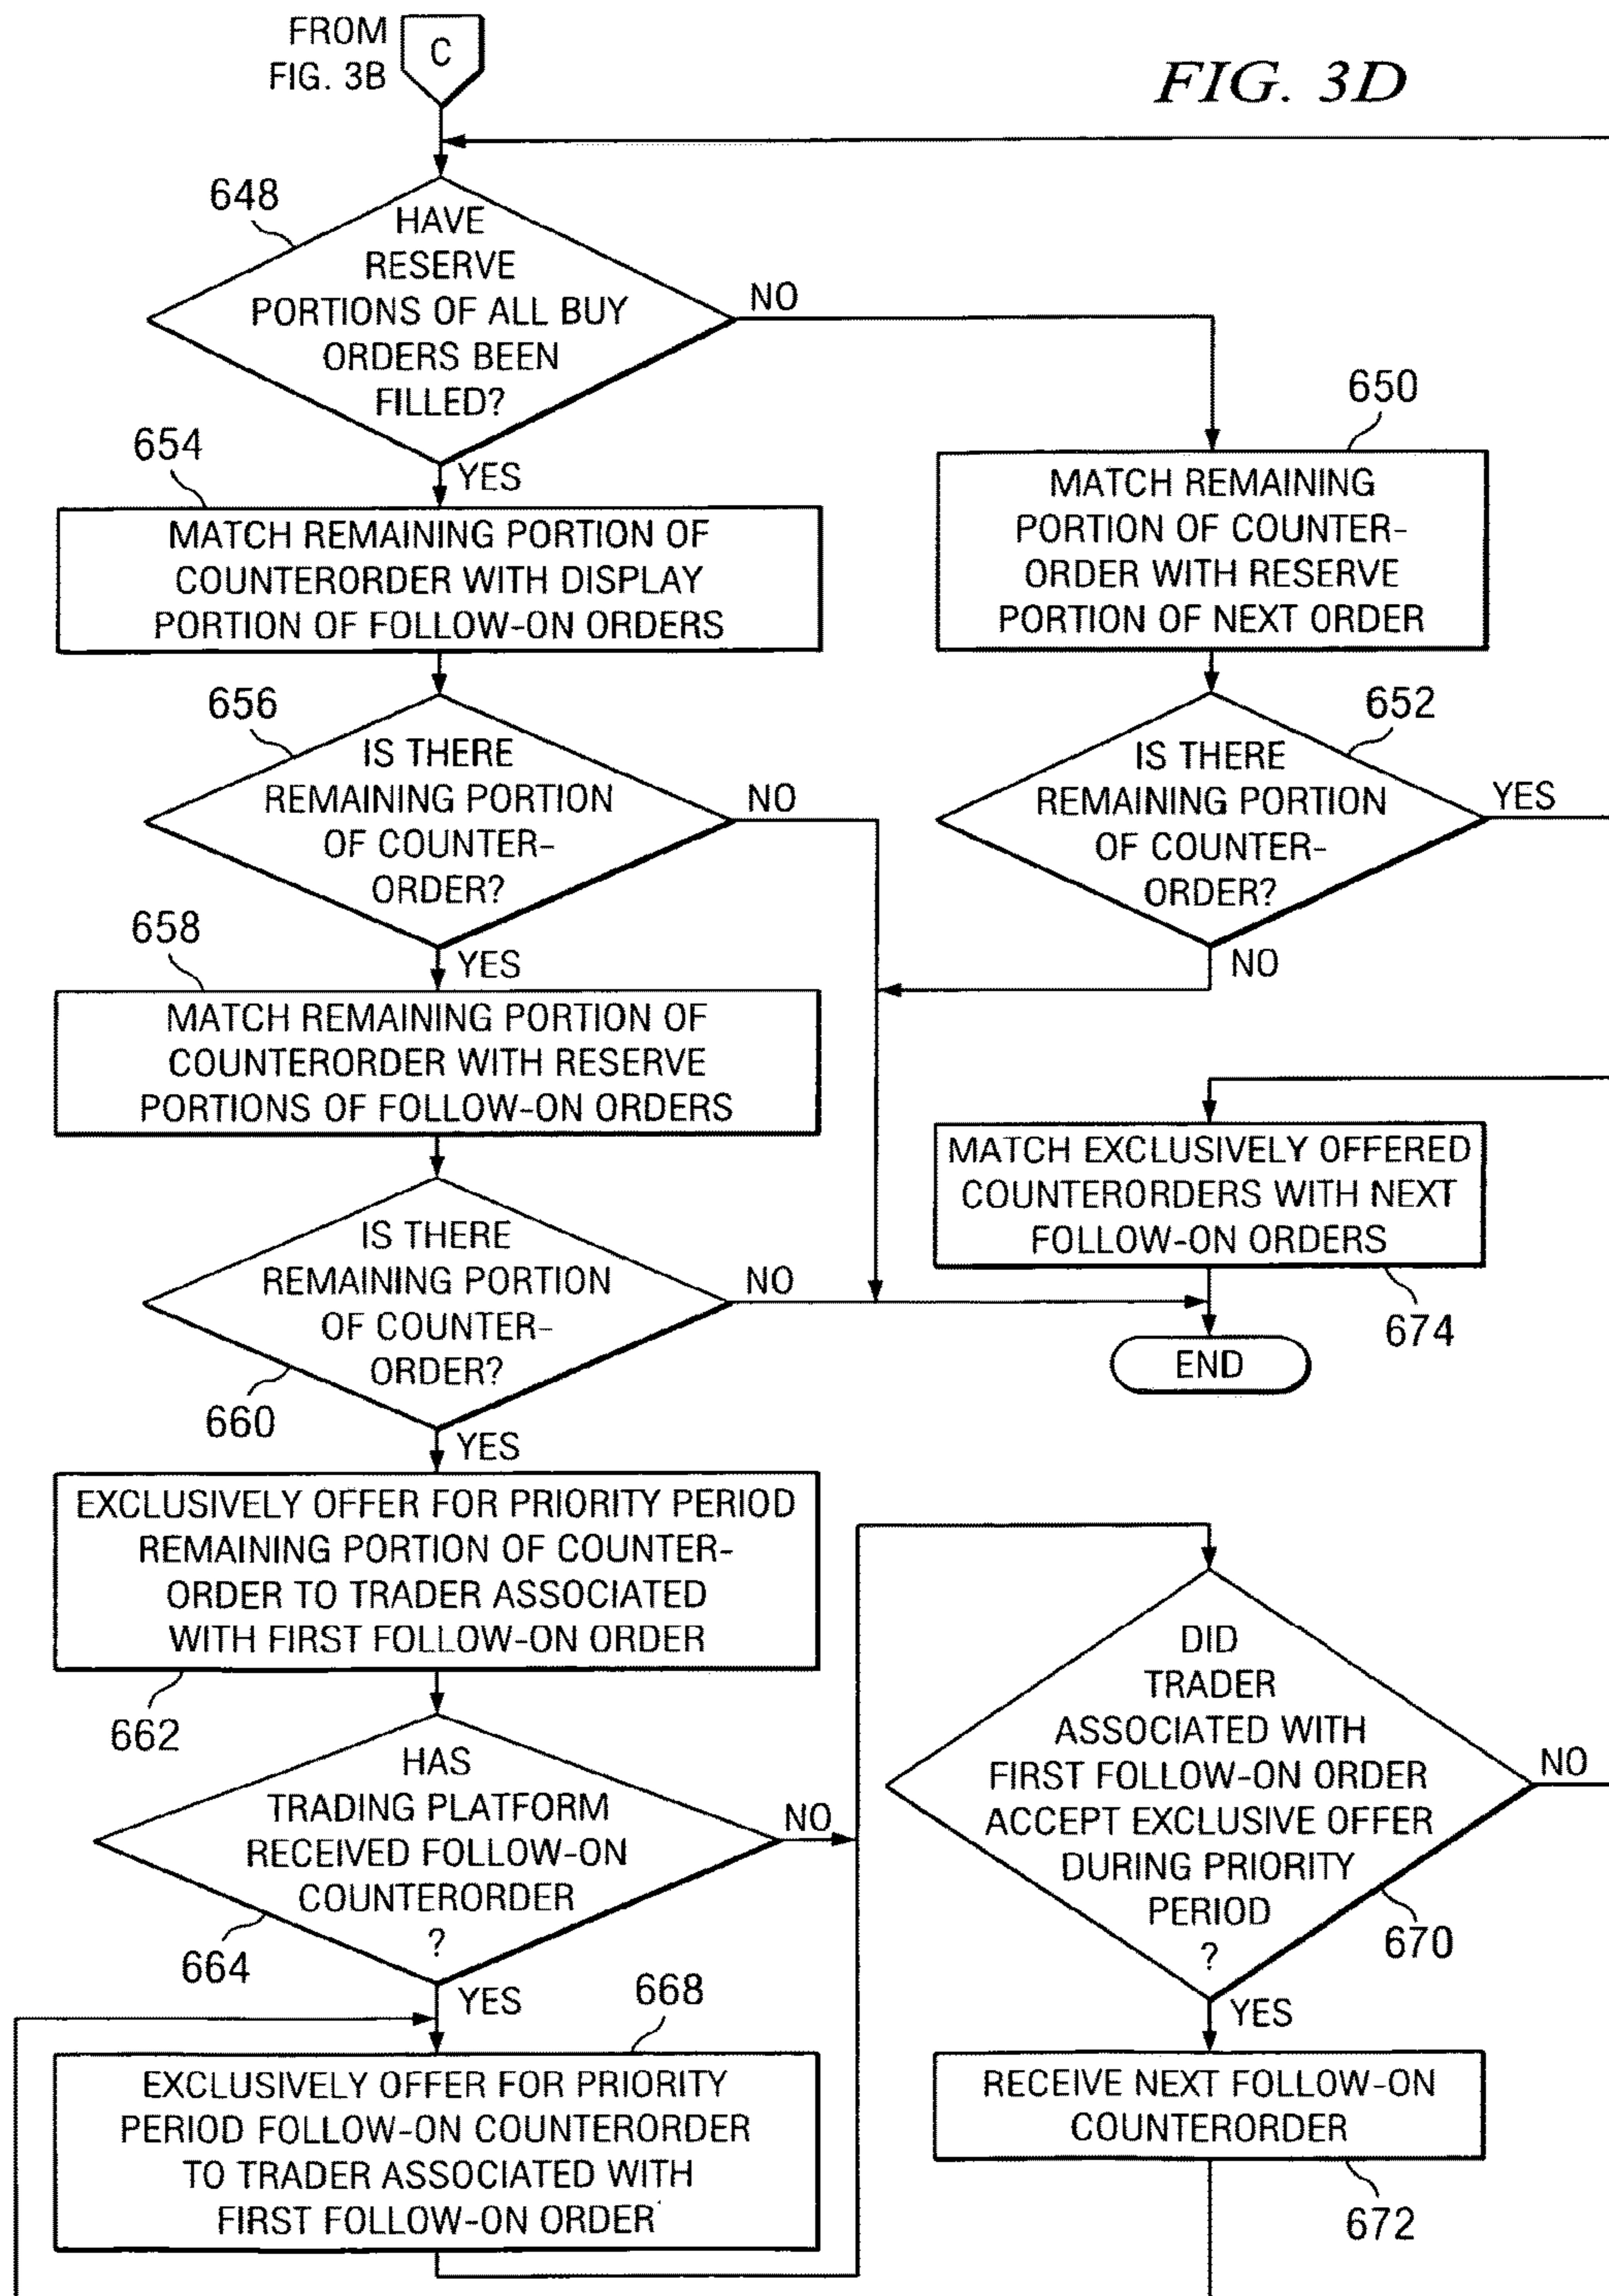 FROM
FIG. 3B
C
FIG. 3D
648
HAVE
RESERVE
PORTIONS OF ALL BUY
ORDERS BEEN
FILLED?
NO
YES
650
MATCH REMAINING
PORTION OF COUNTER-
ORDER WITH RESERVE
PORTION OF NEXT ORDER
654
MATCH REMAINING PORTION OF
COUNTERORDER WITH DISPLAY
PORTION OF FOLLOW-ON ORDERS
652
IS THERE
REMAINING PORTION
OF COUNTER-
ORDER?
YES
NO
656
IS THERE
REMAINING PORTION
OF COUNTER-
ORDER?
NO
YES
658
MATCH REMAINING PORTION OF
COUNTERORDER WITH RESERVE
PORTIONS OF FOLLOW-ON ORDERS
MATCH EXCLUSIVELY OFFERED
COUNTERORDERS WITH NEXT
FOLLOW-ON ORDERS
674
IS THERE
REMAINING PORTION
OF COUNTER-
ORDER?
660
NO
YES
END
EXCLUSIVELY OFFER FOR PRIORITY PERIOD
REMAINING PORTION OF COUNTER-
ORDER TO TRADER ASSOCIATED
WITH FIRST FOLLOW-ON ORDER
662
HAS
TRADING PLATFORM
RECEIVED FOLLOW-ON
COUNTERORDER
?
664
NO
YES
668
EXCLUSIVELY OFFER FOR PRIORITY
PERIOD FOLLOW-ON COUNTERORDER
TO TRADER ASSOCIATED WITH
FIRST FOLLOW-ON ORDER
DID
TRADER
ASSOCIATED WITH
FIRST FOLLOW-ON ORDER
ACCEPT EXCLUSIVE OFFER
DURING PRIORITY
PERIOD
?
670
NO
YES
RECEIVE NEXT FOLLOW-ON
COUNTERORDER
672